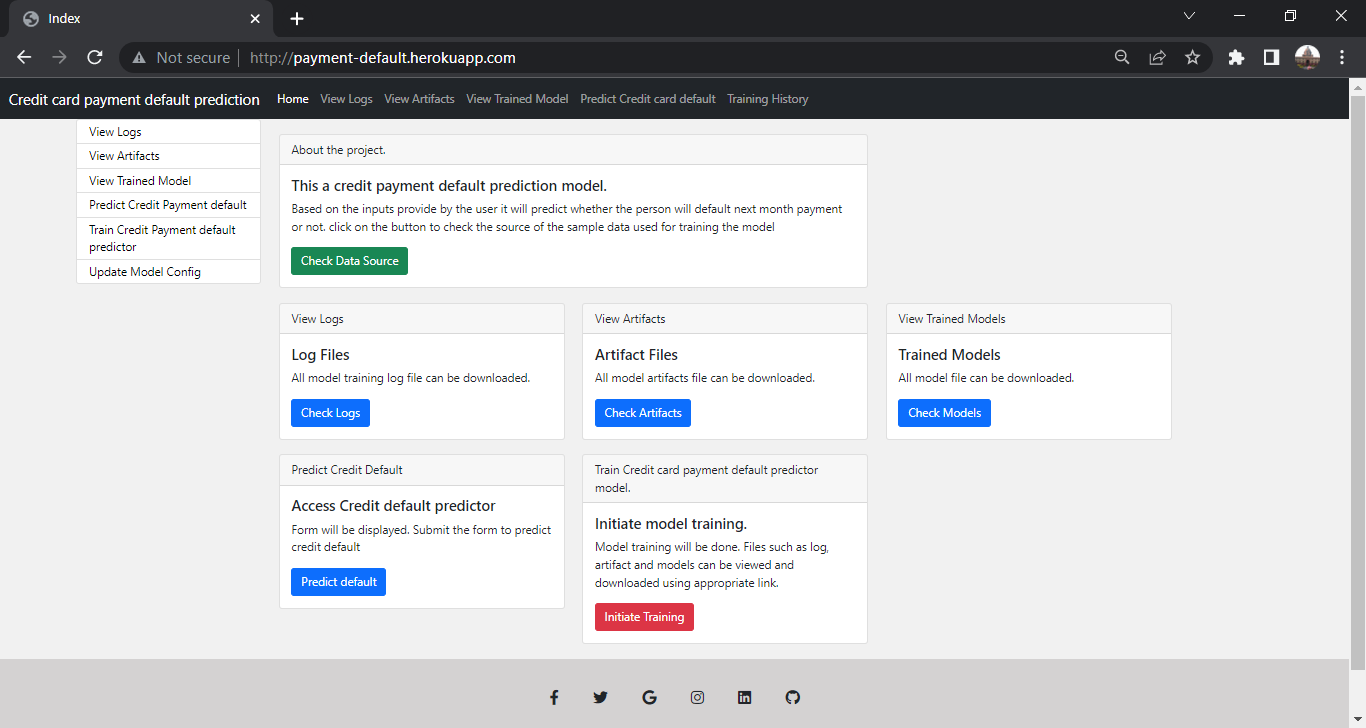 Index
Not secure
http://payment-default.herokuapp.com
Credit card payment default prediction
Home
View Logs
View Artifacts
View Trained Model
Predict Credit card default
Training History
View Logs
View Artifacts
View Trained Model
Predict Credit Payment default
Train Credit Payment default
predictor
Update Model Config
About the project.
This a credit payment default prediction model.
Based on the inputs provide by the user it will predict whether the person will default next month payment
or not. click on the button to check the source of the sample data used for training the model
Check Data Source
View Logs
Log Files
All model training log file can be downloaded.
Check Logs
View Artifacts
Artifact Files
All model artifacts file can be downloaded.
Check Artifacts
View Trained Models
Trained Models
All model file can be downloaded.
Check Models
Predict Credit Default
Access Credit default predictor
Form will be displayed. Submit the form to predict
credit default
Predict default
Train Credit card payment default predictor
model.
Initiate model training.
Model training will be done. Files such as log,
artifact and models can be viewed and
downloaded using appropriate link.
Initiate Training